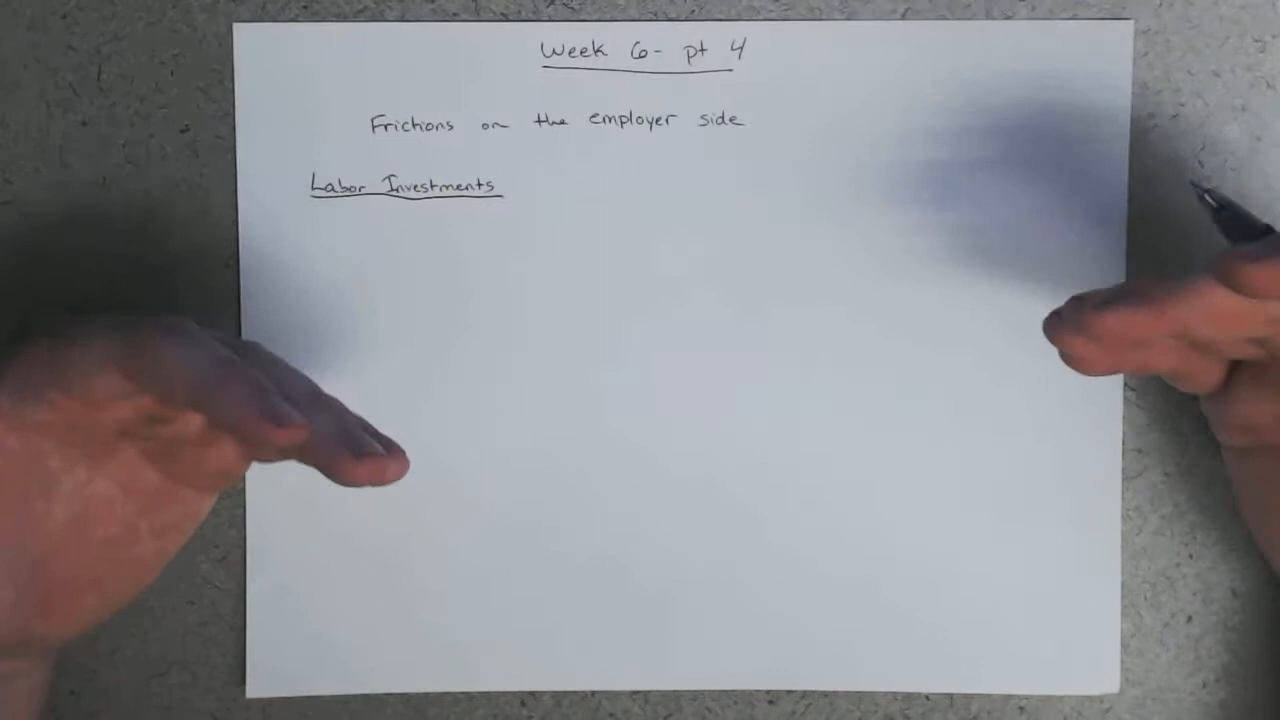 Week 6- pt 4
Frictions on the employer side
Labor Investments